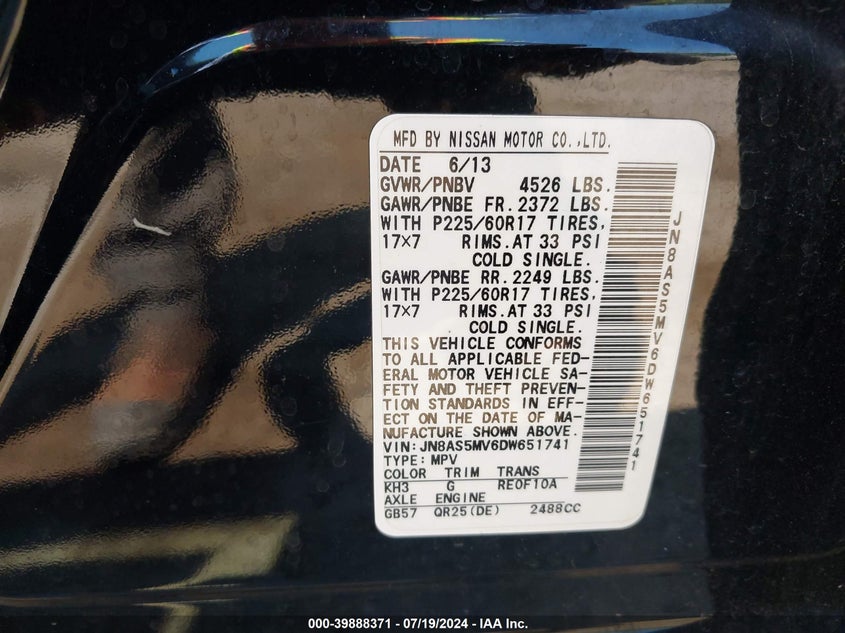 MFD BY NISSAN MOTOR CO.,LTD.
DATE 6/13
GVWR/PNBV 4526 LBS.
GAWR/PNBE FR. 2372 LBS.
WITH P225/60R17 TIRES,
17×7 RIMS.AT 33 PSI
COLD SINGLE.
GAWR/PNBE RR. 2249 LBS.
WITH P225/60R17 TIRES,
17×7 RIMS.AT 33 PSI
COLD SINGLE.
THIS VEHICLE CONFORMS
TO ALL APPLICABLE FED-
ERAL MOTOR VEHICLE SA-
FETY AND THEFT PREVEN-
TION STANDARDS IN EFF-
ECT ON THE DATE OF MA-
NUFACTURE SHOWN ABOVE.
VIN:JN8AS5MV6DW651741
TYPE:MPV
COLOR TRIM TRANS
KH3 G RE0F10A
AXLE ENGINE
GB57 QR25(DE) 2488CC
JN8AS5MV6DW651741
000-39888371 - 07/19/2024 - IAA Inc.